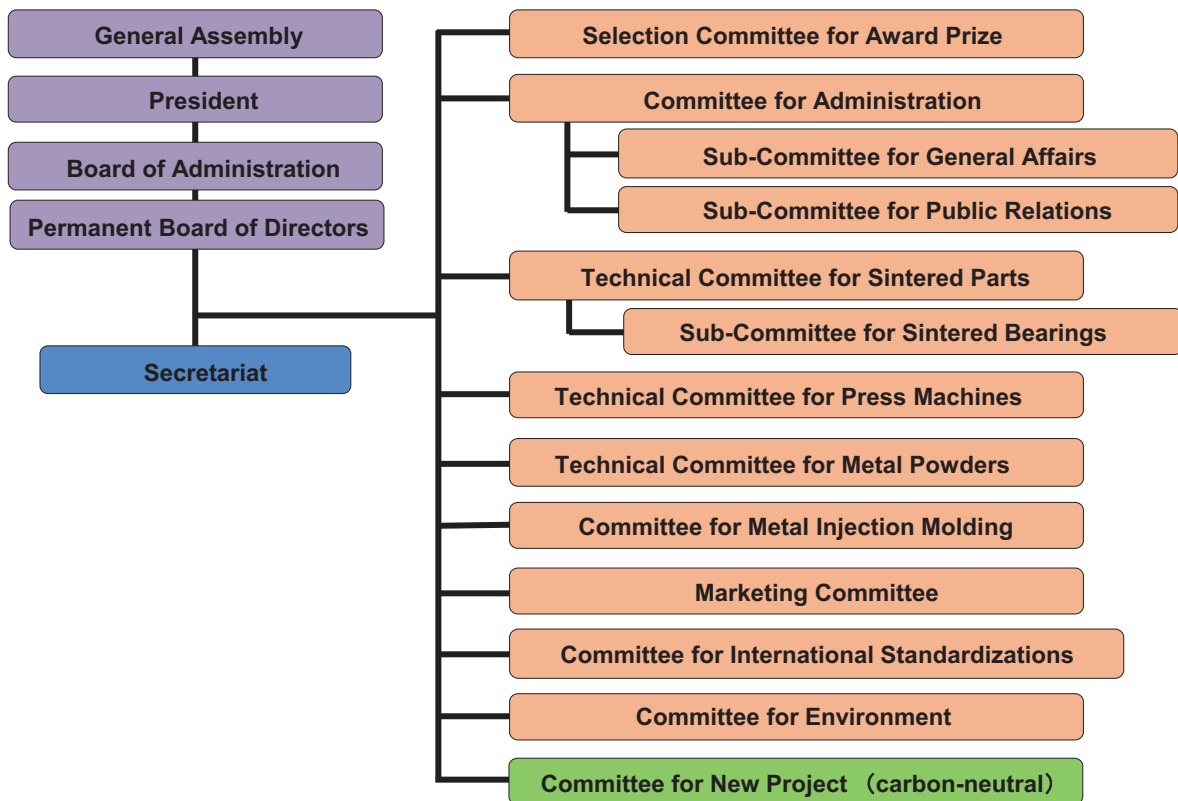 General Assembly
President
Board of Administration
Permanent Board of Directors
Secretariat
Selection Committee for Award Prize
Committee for Administration
Sub-Committee for General Affairs
Sub-Committee for Public Relations
Technical Committee for Sintered Parts
Sub-Committee for Sintered Bearings
Technical Committee for Press Machines
Technical Committee for Metal Powders
Committee for Metal Injection Molding
Marketing Committee
Committee for International Standardizations
Committee for Environment
Committee for New Project （carbon-neutral）